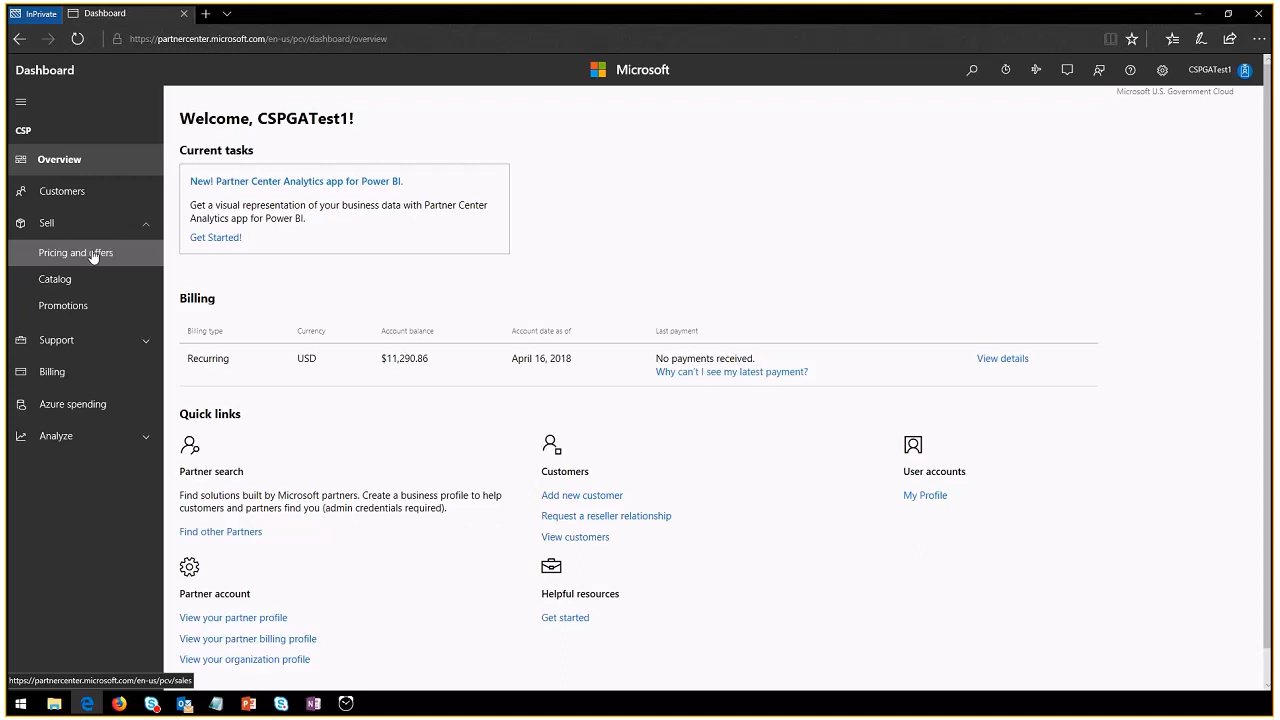 InPrivate
Dashboard
https://partnercenter.microsoft.com/en-us/pcv/dashboard/overview
Dashboard
Microsoft
CSPGATest1
Microsoft U.S. Government Cloud
CSP
Overview
Customers
Sell
Pricing and offers
Catalog
Promotions
Support
Billing
Azure spending
Analyze
Welcome, CSPGATest1!
Current tasks
New! Partner Center Analytics app for Power BI.
Get a visual representation of your business data with Partner Center
Analytics app for Power BI.
Get Started!
Billing
Billing type Currency Account balance Account date as of Last payment
Recurring USD $11,290.86 April 16, 2018 No payments received. View details
Why can't I see my latest payment?
Quick links
Partner search
Find solutions built by Microsoft partners. Create a business profile to help
customers and partners find you (admin credentials required).
Find other Partners
Customers
Add new customer
Request a reseller relationship
View customers
User accounts
My Profile
Partner account
View your partner profile
View your partner billing profile
View your organization profile
Helpful resources
Get started
https://partnercenter.microsoft.com/en-us/pcv/sales